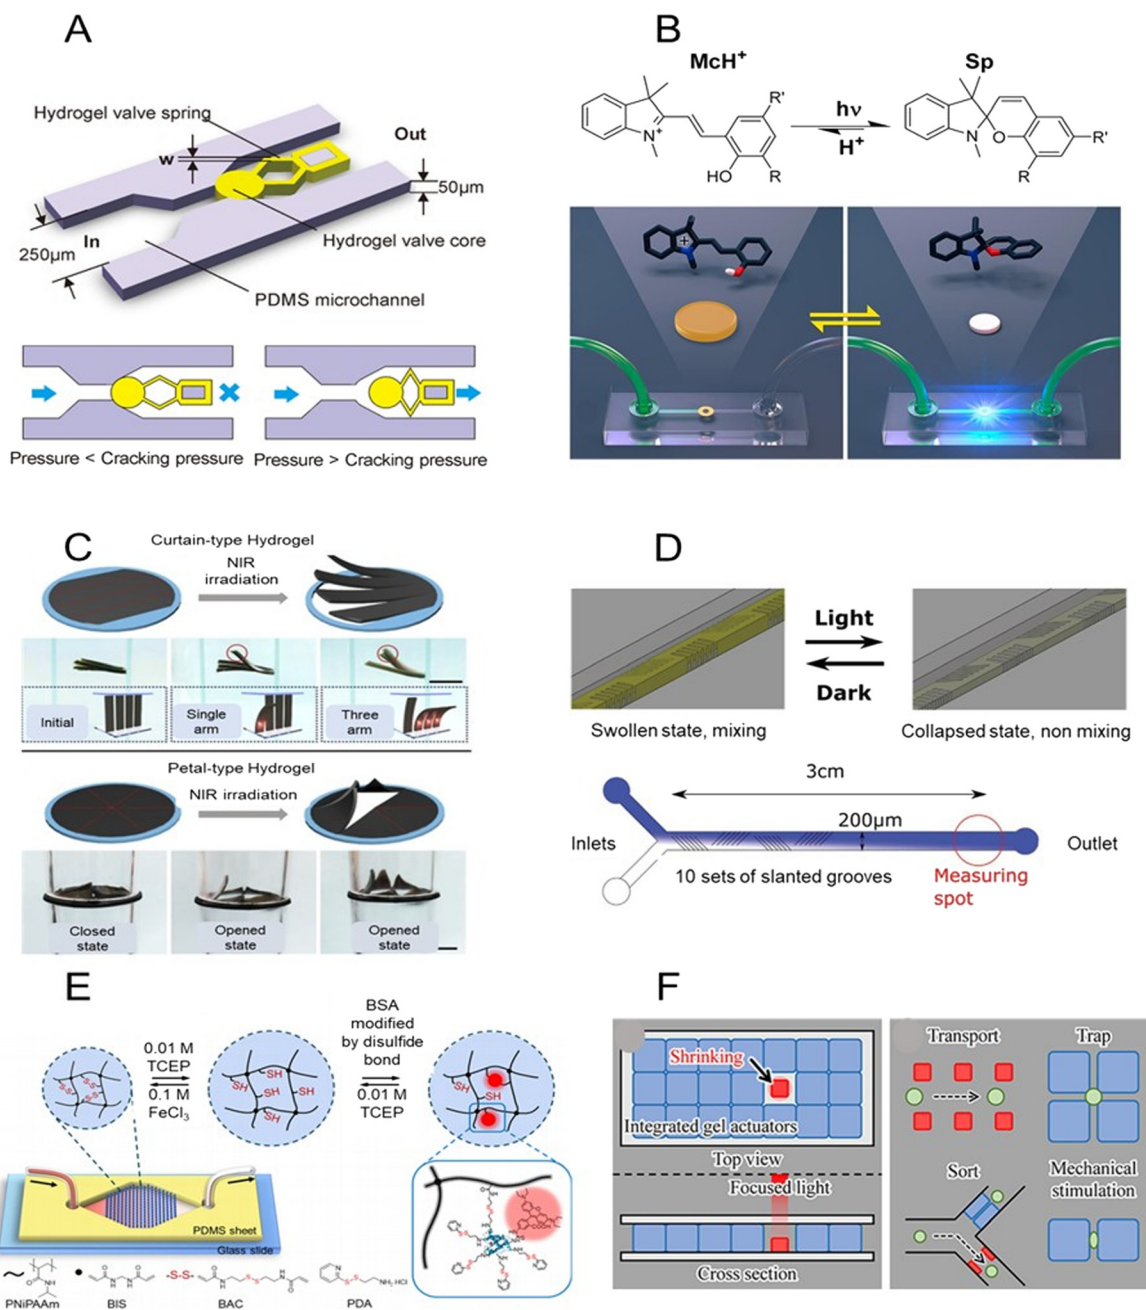 A
Hydrogel valve spring
Out
w
50μm
In
250μm
Hydrogel valve core
PDMS microchannel
Pressure < Cracking pressure
Pressure > Cracking pressure
B
McH⁺
Sp
R'
N⁺
HO
R
hν
H⁺
N
O
R'
R
+
C
Curtain-type Hydrogel
NIR
irradiation
Initial
Single
arm
Three
arm
Petal-type Hydrogel
NIR irradiation
Closed
state
Opened
state
Opened
state
D
Light
Dark
Swollen state, mixing
Collapsed state, non mixing
3cm
200μm
Inlets
Outlet
10 sets of slanted grooves
Measuring
spot
E
0.01 M
TCEP
0.1 M
FeCl₃
BSA
modified
by disulfide
bond
0.01 M
TCEP
S-S
SH
SH
SH
SH
SH
SH
SH
SH
PDMS sheet
Glass slide
PNiPAAm
BIS
S-S
BAC
PDA
NH₂·HCl
F
Shrinking
Integrated gel actuators
Top view
Focused light
Cross section
Transport
Trap
Sort
Mechanical
stimulation